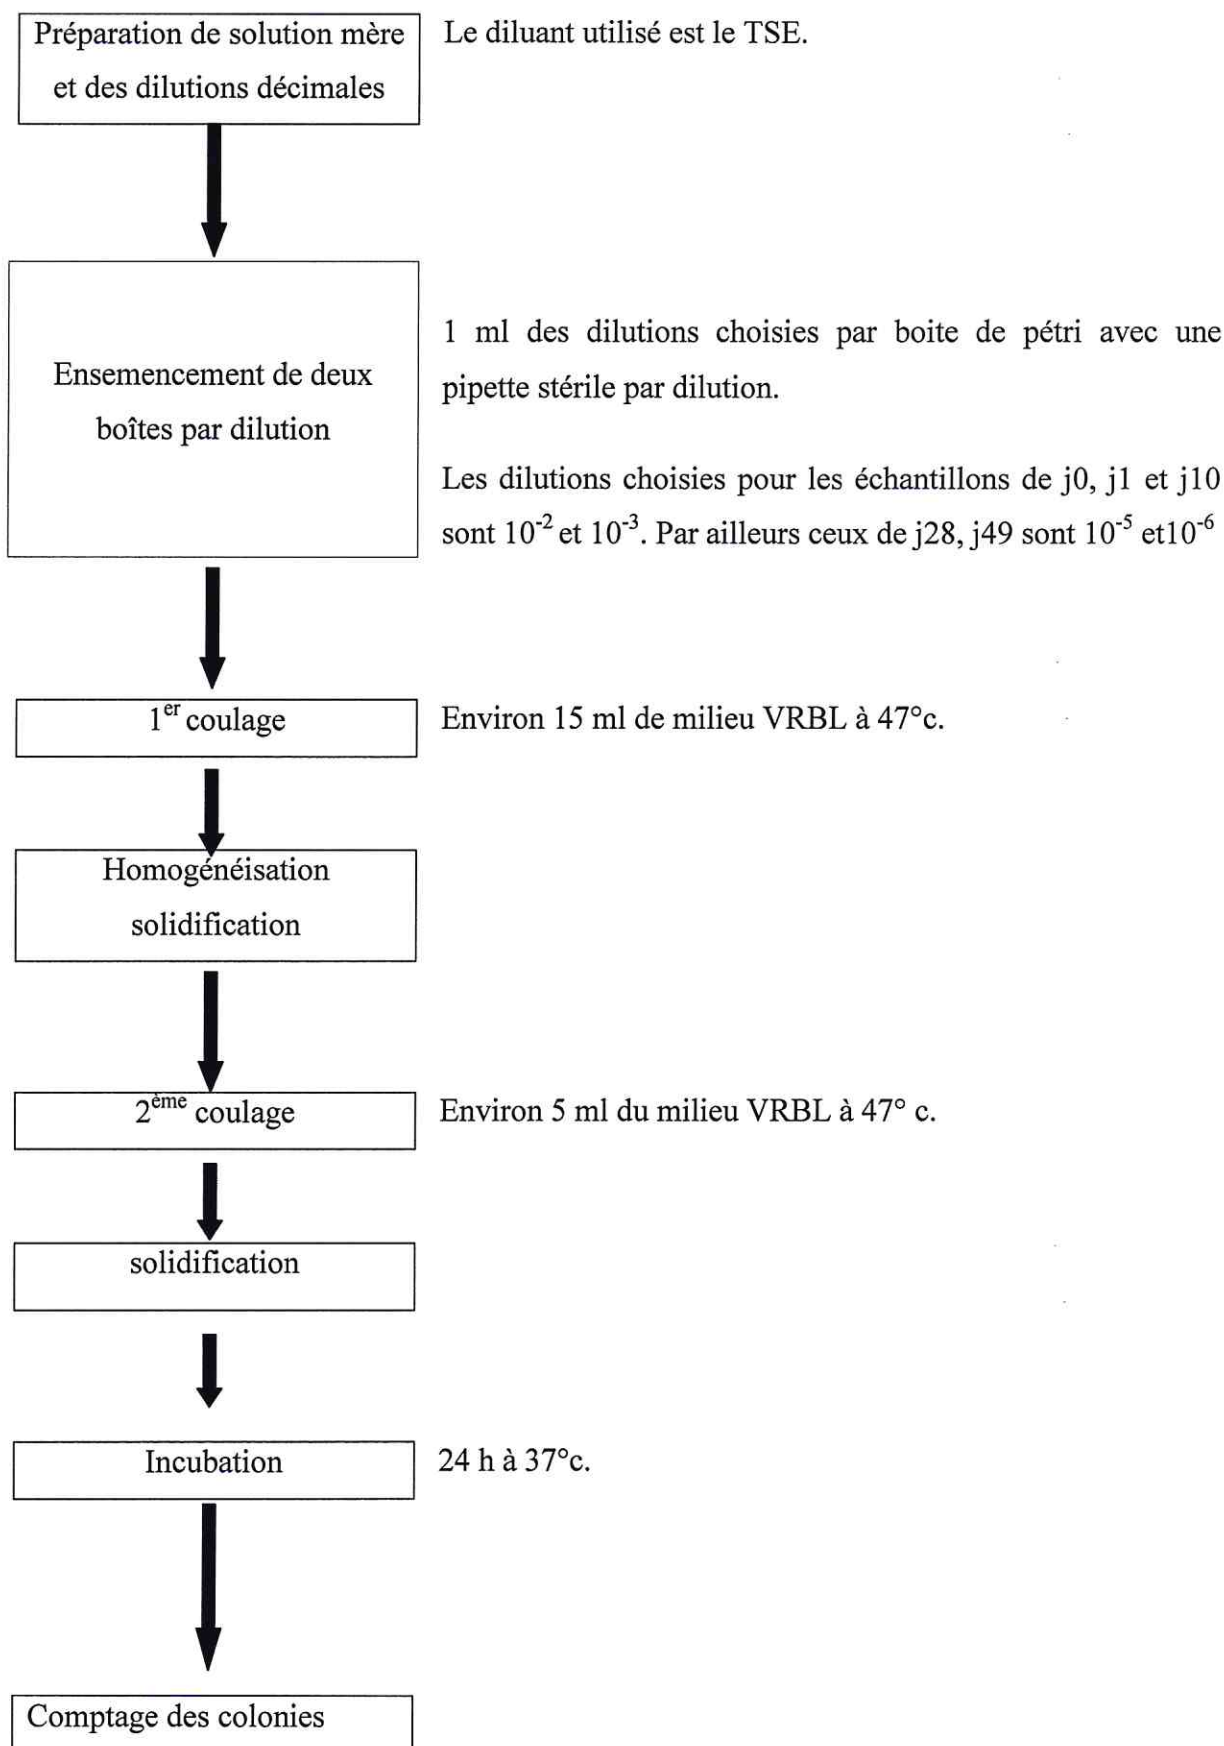 Préparation de solution mère
et des dilutions décimales
Le diluant utilisé est le TSE.
Ensemencement de deux
boîtes par dilution
1 ml des dilutions choisies par boite de pétri avec une
pipette stérile par dilution.
Les dilutions choisies pour les échantillons de j0, j1 et j10
sont 10⁻² et 10⁻³. Par ailleurs ceux de j28, j49 sont 10⁻⁵ et10⁻⁶
1ᵉʳ coulage
Environ 15 ml de milieu VRBL à 47°c.
Homogénéisation
solidification
2ᵉᵐᵉ coulage
Environ 5 ml du milieu VRBL à 47° c.
solidification
Incubation
24 h à 37°c.
Comptage des colonies